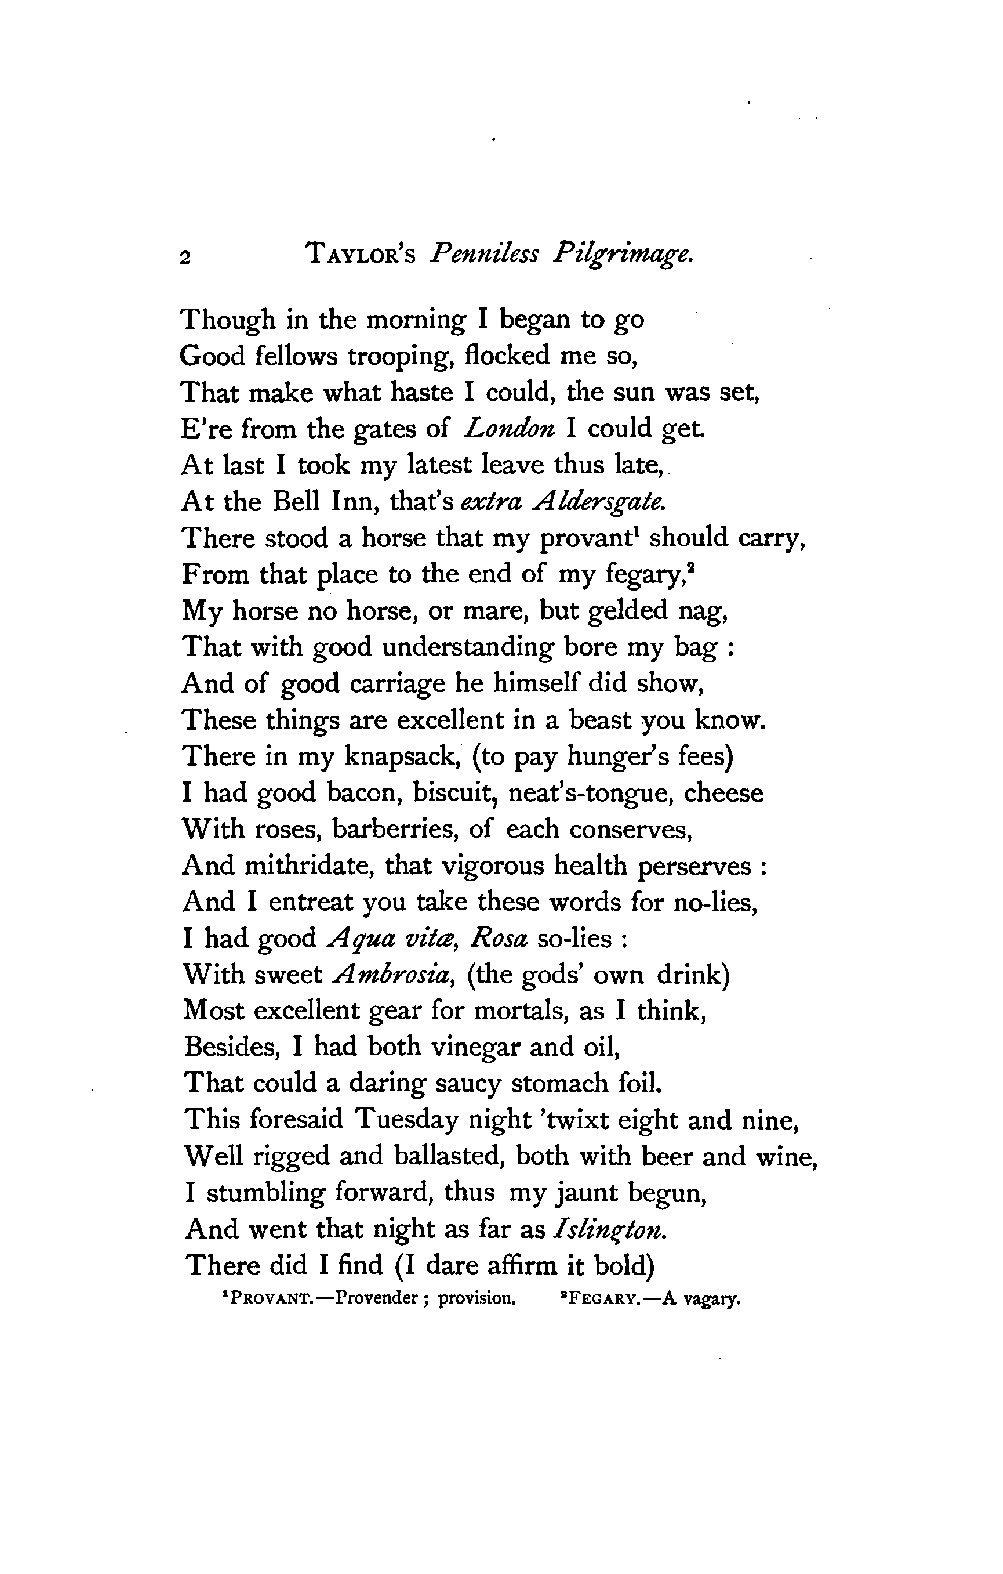 2 TAYLOR'S Penniless Pilgrimage.
Though in the morning I began to go
Good fellows trooping, flocked me so,
That make what haste I could, the sun was set,
E're from the gates of London I could get.
At last I took my latest leave thus late,
At the Bell Inn, that's extra Aldersgate.
There stood a horse that my provant¹ should carry,
From that place to the end of my fegary,²
My horse no horse, or mare, but gelded nag,
That with good understanding bore my bag :
And of good carriage he himself did show,
These things are excellent in a beast you know.
There in my knapsack, (to pay hunger's fees)
I had good bacon, biscuit, neat's-tongue, cheese
With roses, barberries, of each conserves,
And mithridate, that vigorous health perserves :
And I entreat you take these words for no-lies,
I had good Aqua vitæ, Rosa so-lies :
With sweet Ambrosia, (the gods' own drink)
Most excellent gear for mortals, as I think,
Besides, I had both vinegar and oil,
That could a daring saucy stomach foil.
This foresaid Tuesday night 'twixt eight and nine,
Well rigged and ballasted, both with beer and wine,
I stumbling forward, thus my jaunt begun,
And went that night as far as Islington.
There did I find (I dare affirm it bold)
¹PROVANT.—Provender ; provision. ²FEGARY.—A vagary.